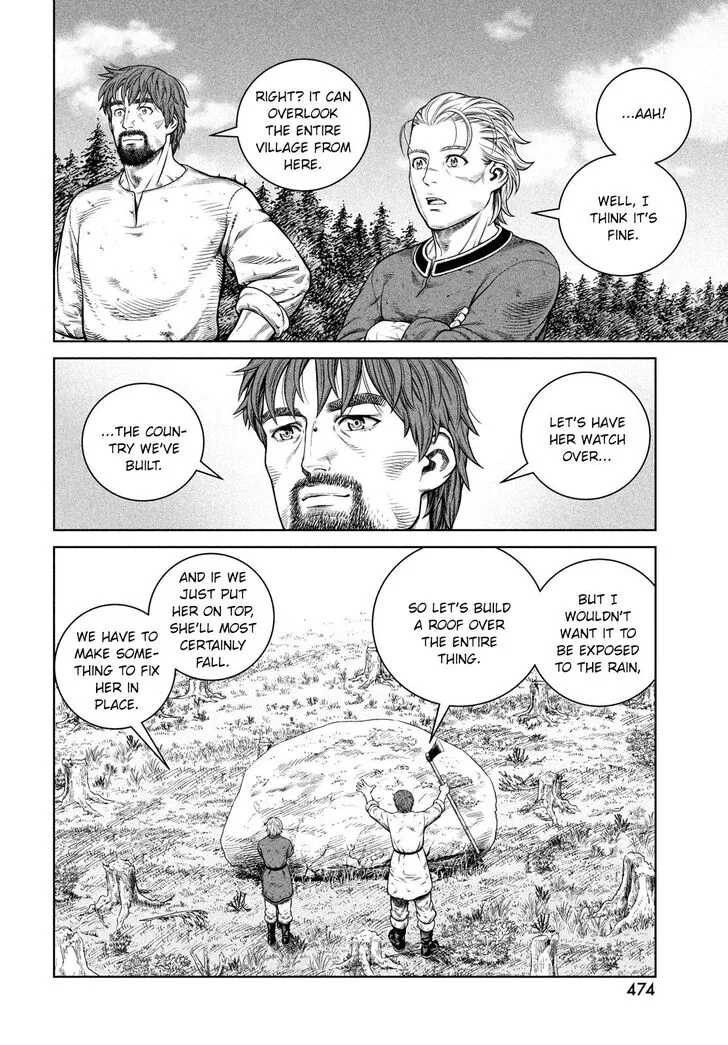 ...AAH!
WELL, I
THINK IT'S
FINE.
RIGHT? IT CAN
OVERLOOK
THE ENTIRE
VILLAGE FROM
HERE.
LET'S HAVE
HER WATCH
OVER...
...THE COUN-
TRY WE'VE
BUILT.
BUT I
WOULDN'T
WANT IT TO
BE EXPOSED
TO THE RAIN,
SO LET'S BUILD
A ROOF OVER
THE ENTIRE
THING.
AND IF WE
JUST PUT
HER ON TOP,
SHE'LL MOST
CERTAINLY
FALL.
WE HAVE TO
MAKE SOME-
THING TO FIX
HER IN
PLACE.
474